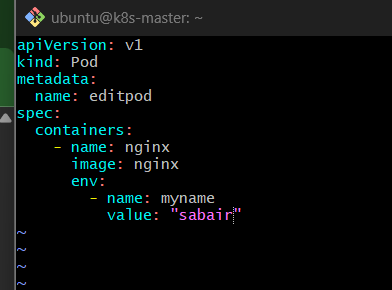 ubuntu@k8s-master: ~
apiVersion: v1
kind: Pod
metadata:
  name: editpod
spec:
  containers:
    - name: nginx
      image: nginx
      env:
        - name: myname
          value: "sabair"
~
~
~
~